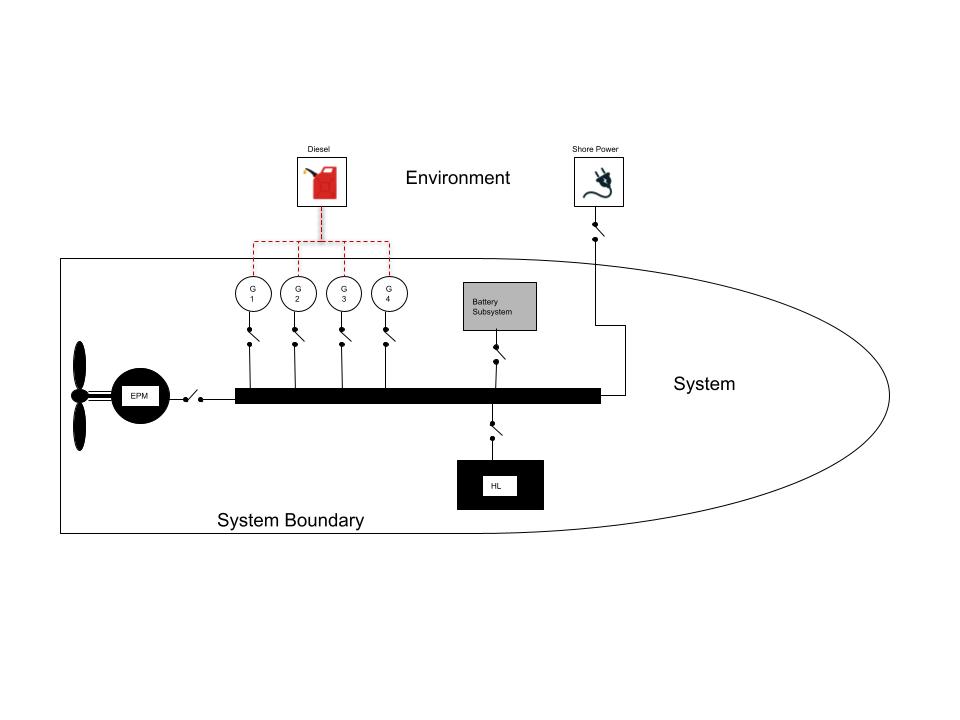 Diesel
Shore Power
Environment
G
1
G
2
G
3
G
4
Battery
Subsystem
System
EPM
HL
System Boundary